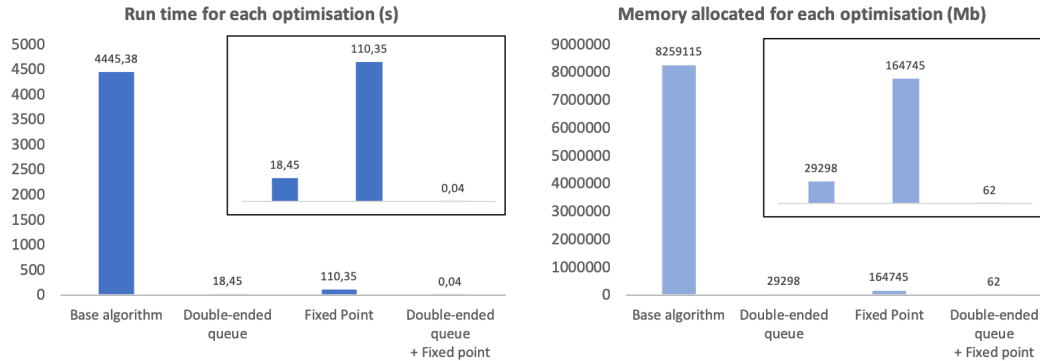 Run time for each optimisation (s)
5000
4500
4000
3500
3000
2500
2000
1500
1000
500
0
4445,38
18,45
110,35
0,04
18,45
110,35
0,04
Base algorithm
Double-ended
queue
Fixed Point
Double-ended
queue
+ Fixed point
Memory allocated for each optimisation (Mb)
9000000
8000000
7000000
6000000
5000000
4000000
3000000
2000000
1000000
0
8259115
29298
164745
62
29298
164745
62
Base algorithm
Double-ended
queue
Fixed Point
Double-ended
queue
+ Fixed point